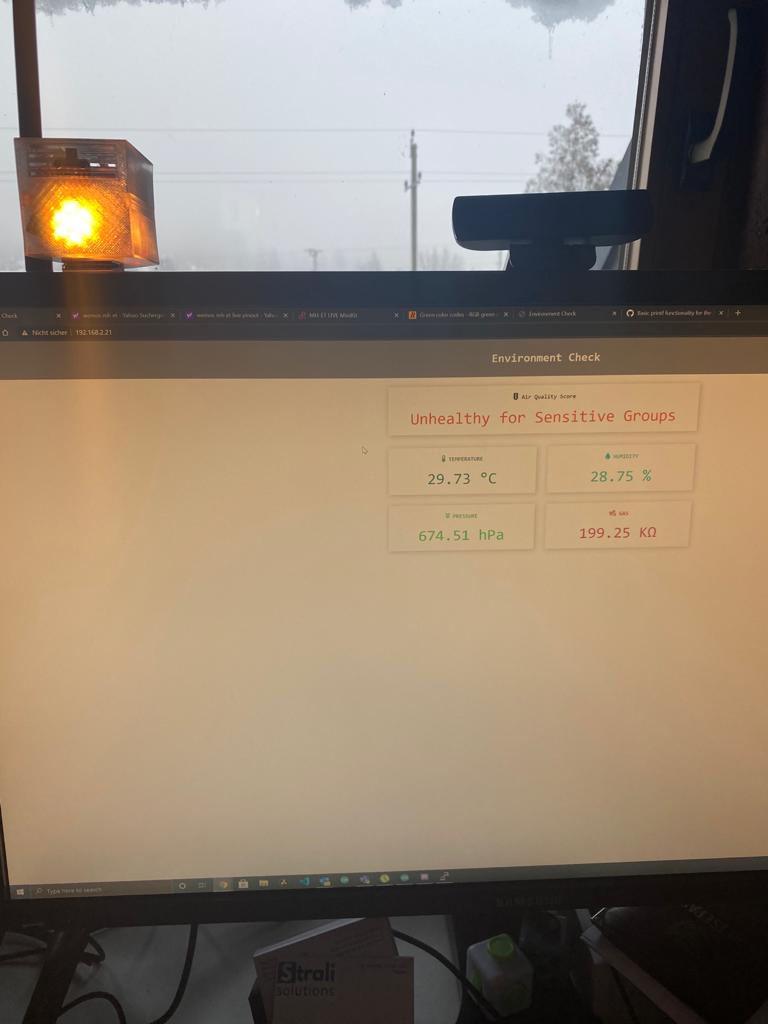 Check
wemos mh et - Yahoo Suchergeb
wemos mh et live pinout - Yaho
MH-ET LIVE MiniKit
Green color codes - RGB green
Environment Check
Basic printf functionality for the
Nicht sicher | 192.168.2.21
Environment Check
Air Quality Score
Unhealthy for Sensitive Groups
TEMPERATURE
29.73 °C
HUMIDITY
28.75 %
PRESSURE
674.51 hPa
GAS
199.25 KΩ
Type here to search
SAMSUNG
Strali
solutions